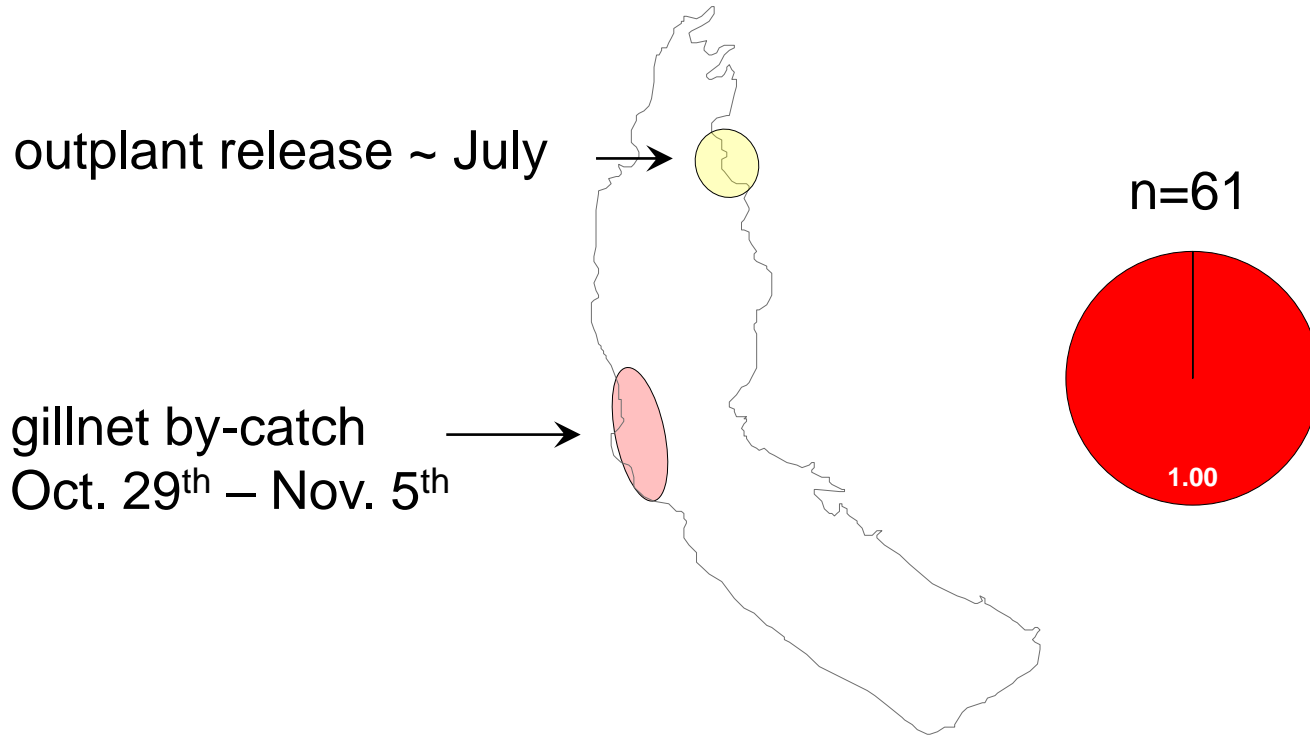 outplant release ~ July
n=61
gillnet by-catch
Oct. 29th – Nov. 5th
1.00